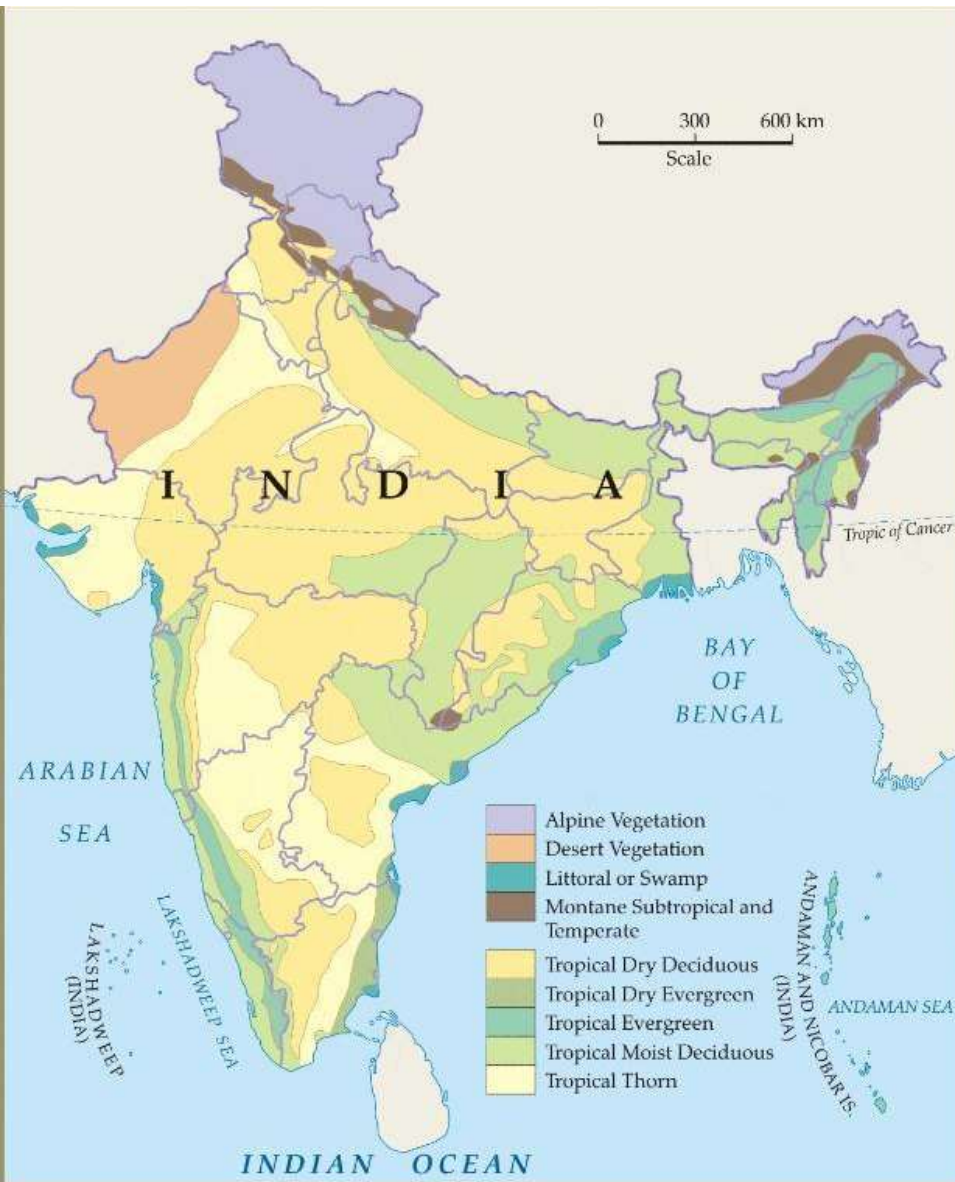 0 300 600 km
Scale
I N D I A
Tropic of Cancer
BAY
OF
BENGAL
ARABIAN
SEA
LAKSHADWEEP
(INDIA)
LAKSHADWEEP SEA
Alpine Vegetation
Desert Vegetation
Littoral or Swamp
Montane Subtropical and
Temperate
Tropical Dry Deciduous
Tropical Dry Evergreen
Tropical Evergreen
Tropical Moist Deciduous
Tropical Thorn
ANDAMAN AND NICOBAR IS.
(INDIA)
ANDAMAN SEA
INDIAN OCEAN